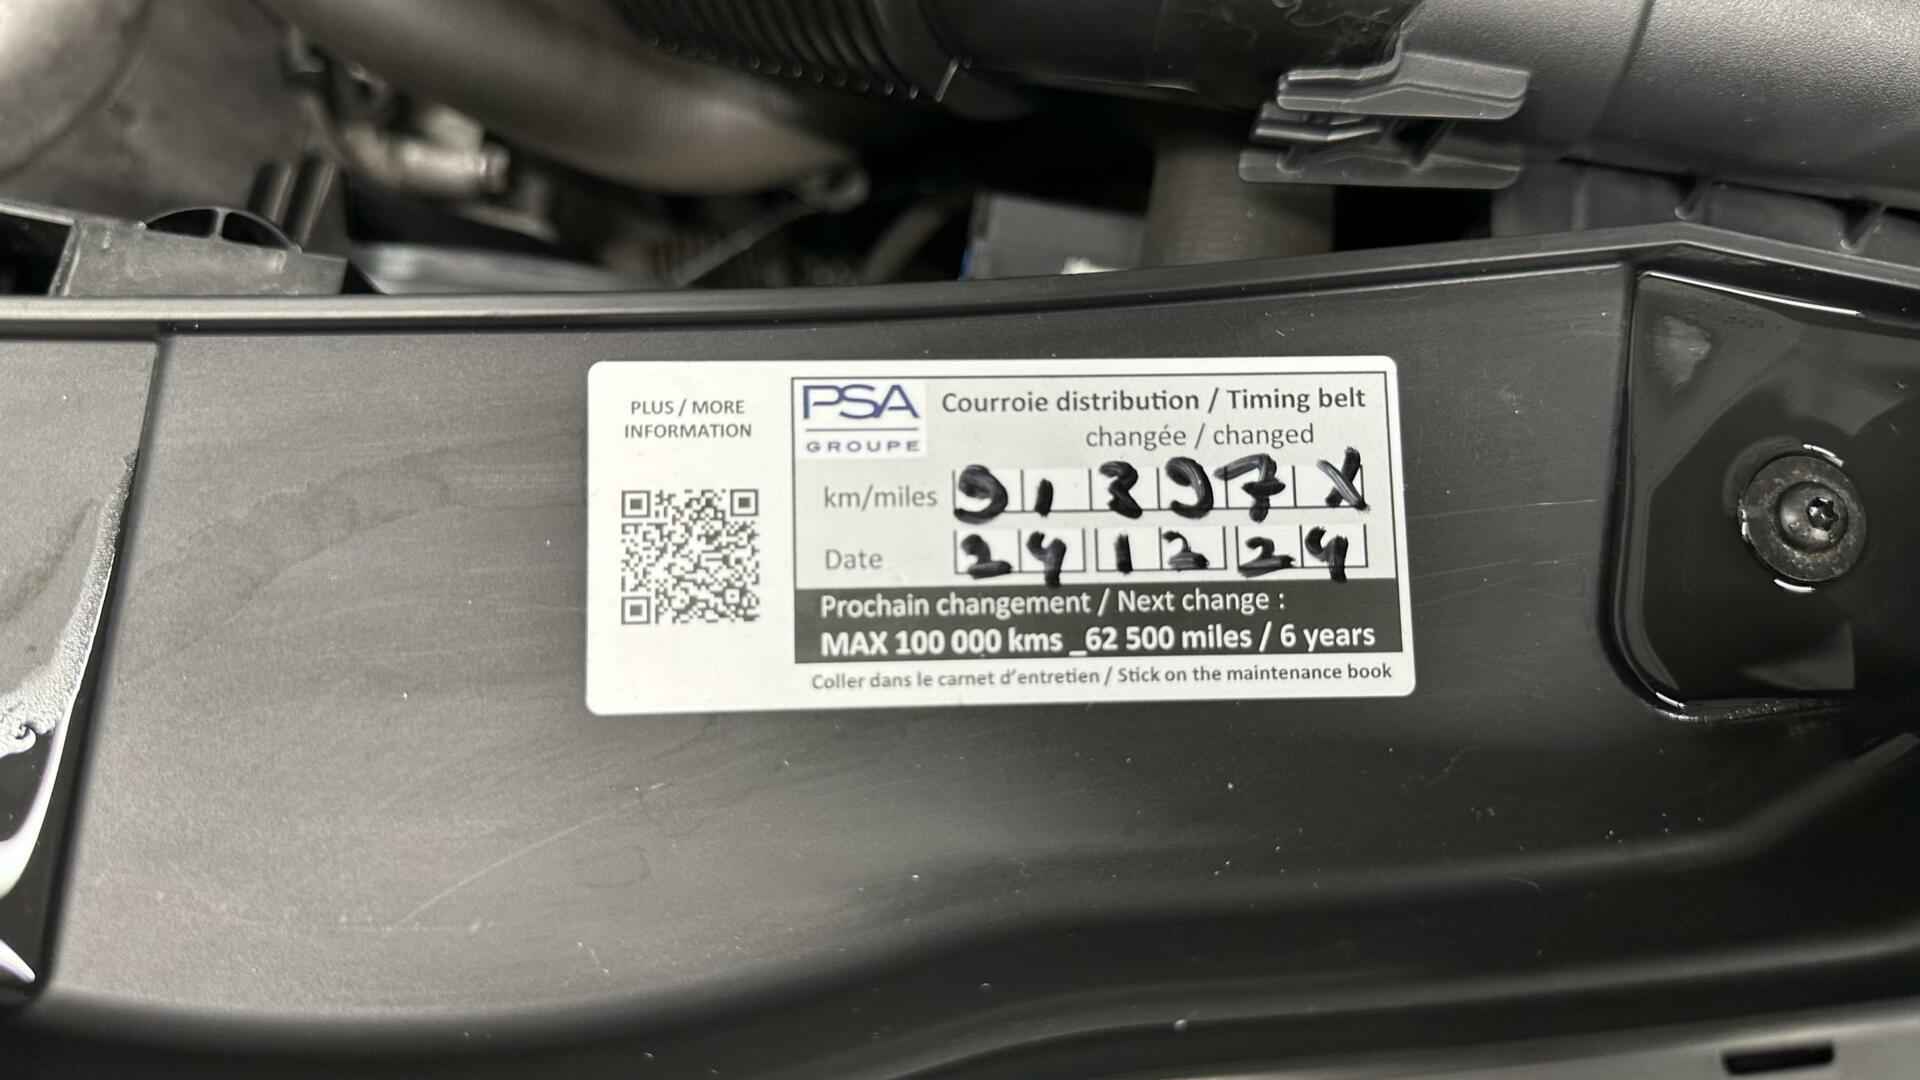 PLUS / MORE
INFORMATION
PSA
GROUPE
Courroie distribution / Timing belt
changée / changed
km/miles
Date 24 12 24
Prochain changement / Next change :
MAX 100 000 kms _62 500 miles / 6 years
Coller dans le carnet d'entretien / Stick on the maintenance book